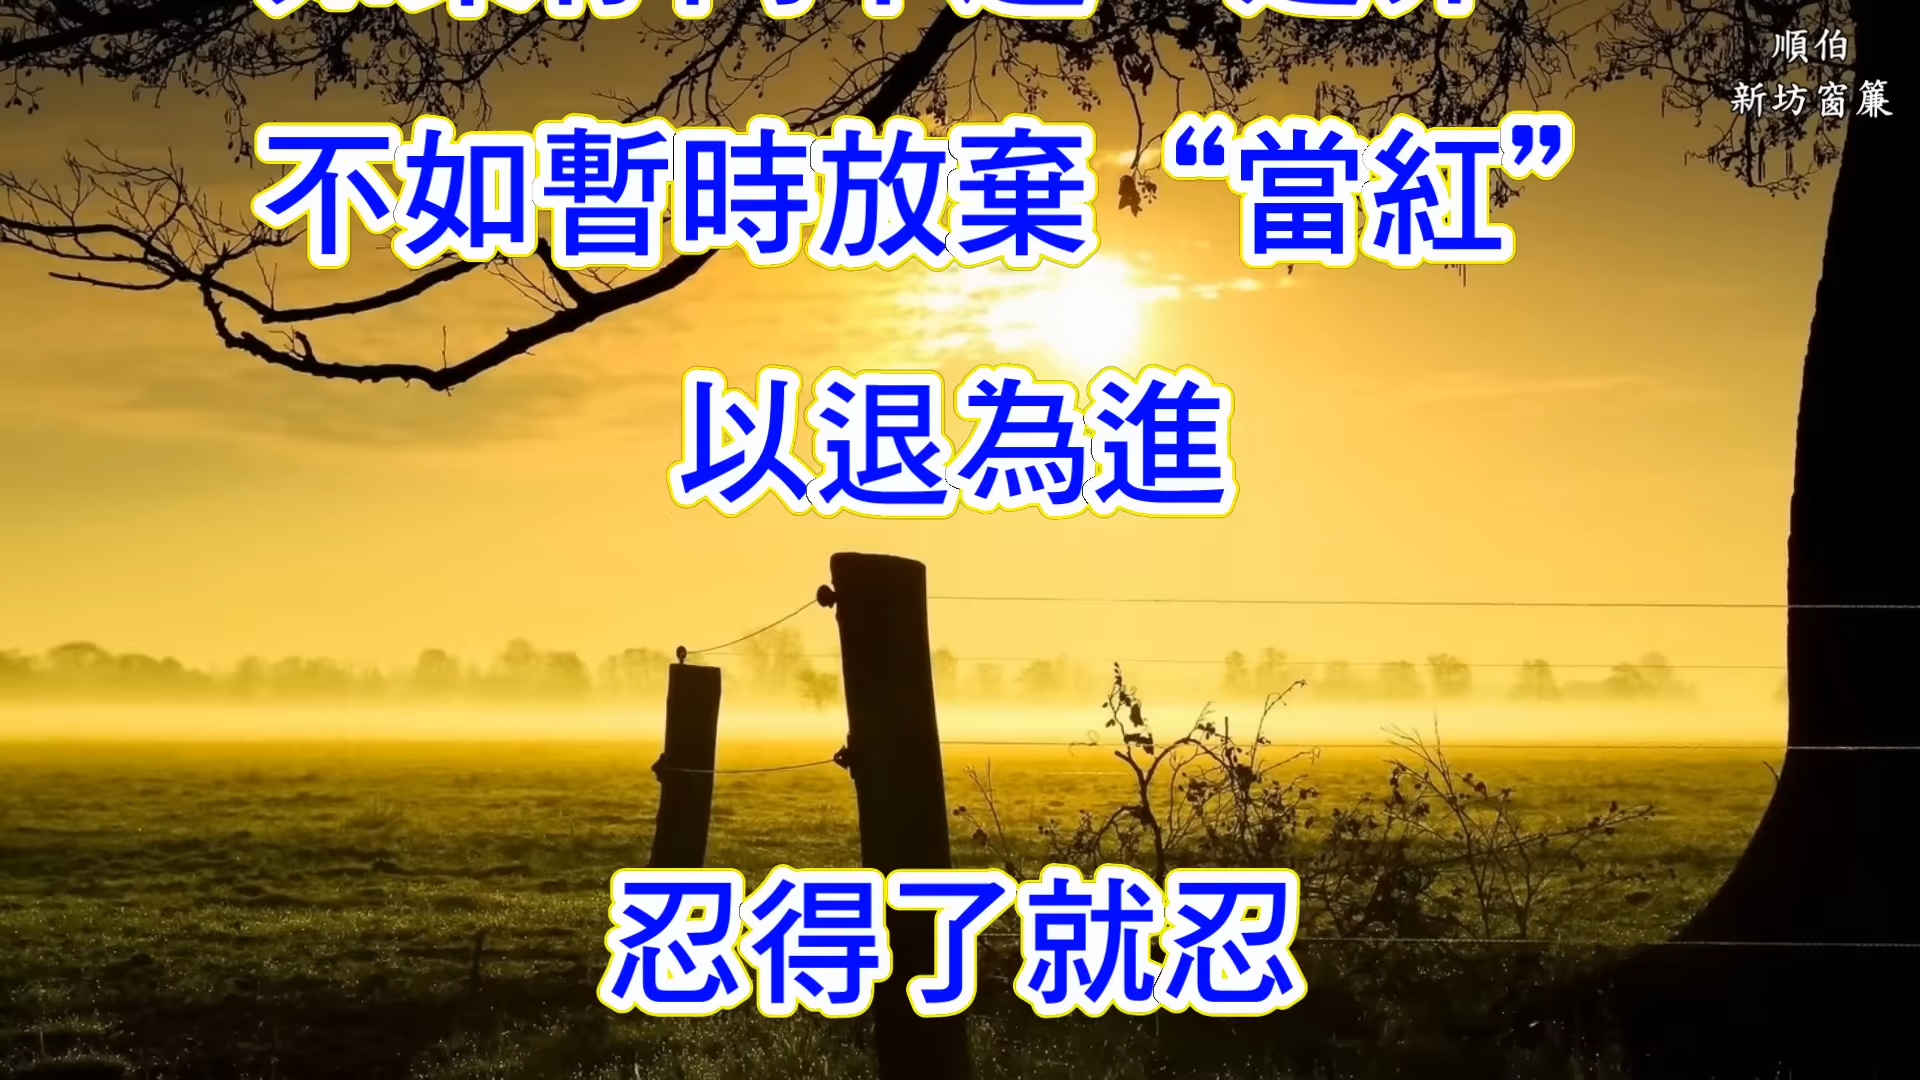 順伯
新坊窗簾
不如暫時放棄“當紅”
以退為進
忍得了就忍